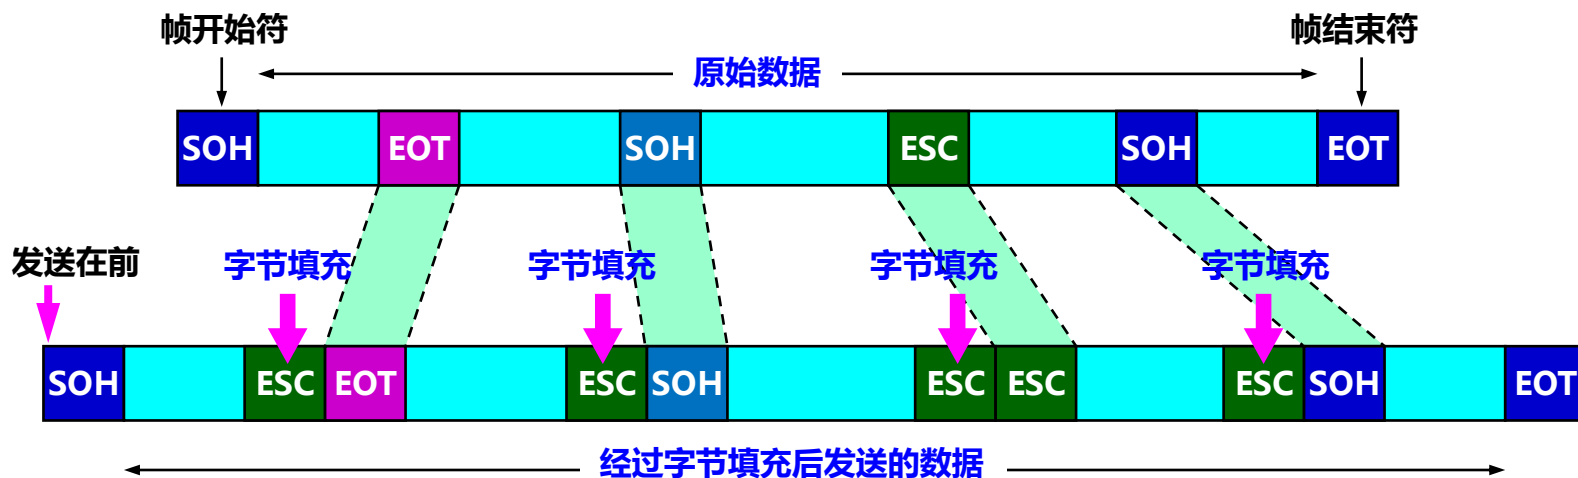 帧开始符
帧结束符
原始数据
SOH EOT SOH ESC SOH EOT
发送在前
字节填充 字节填充 字节填充 字节填充
SOH ESC EOT ESC SOH ESC ESC ESC SOH EOT
经过字节填充后发送的数据